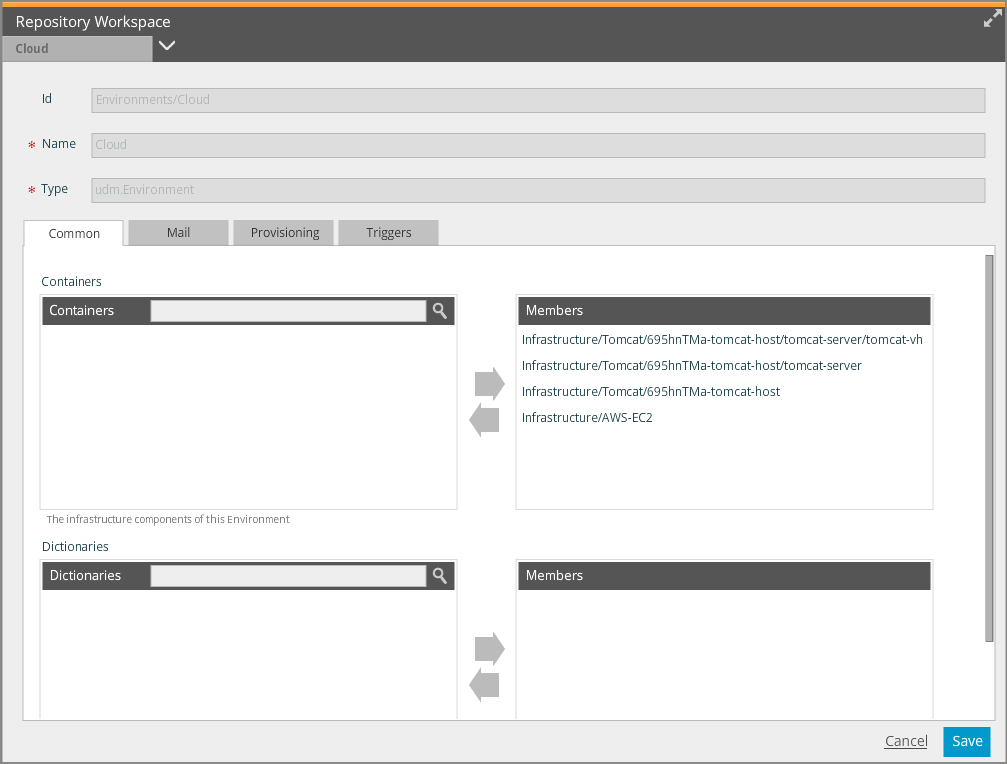 Repository Workspace
Cloud
Id
Environments/Cloud
* Name
Cloud
* Type
udm.Environment
Common
Mail
Provisioning
Triggers
Containers
Containers
Members
Infrastructure/Tomcat/695hnTMa-tomcat-host/tomcat-server/tomcat-vh
Infrastructure/Tomcat/695hnTMa-tomcat-host/tomcat-server
Infrastructure/Tomcat/695hnTMa-tomcat-host
Infrastructure/AWS-EC2
The infrastructure components of this Environment
Dictionaries
Dictionaries
Members
Cancel
Save